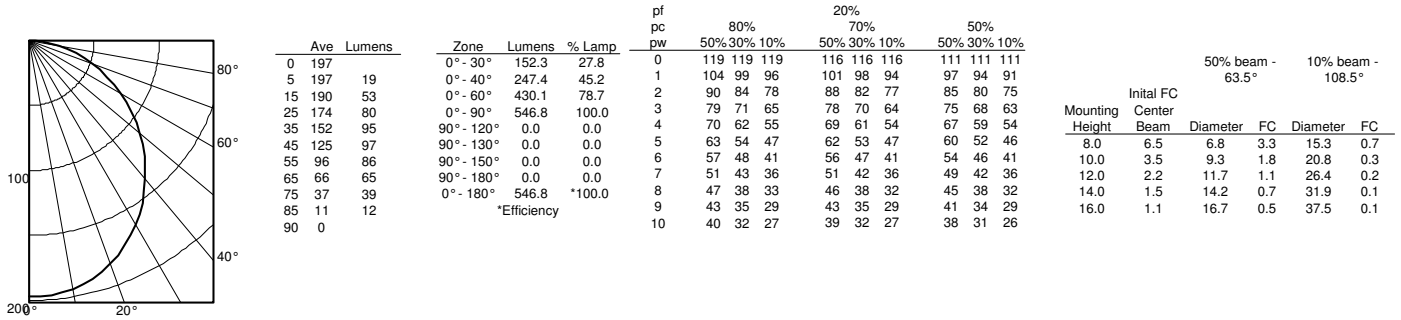 80°
60°
100
40°
200
0°
20°
Ave Lumens
0 197
5 197 19
15 190 53
25 174 80
35 152 95
45 125 97
55 96 86
65 66 65
75 37 39
85 11 12
90 0
Zone Lumens % Lamp
0° - 30° 152.3 27.8
0° - 40° 247.4 45.2
0° - 60° 430.1 78.7
0° - 90° 546.8 100.0
90° - 120° 0.0 0.0
90° - 130° 0.0 0.0
90° - 150° 0.0 0.0
90° - 180° 0.0 0.0
0° - 180° 546.8 *100.0
*Efficiency
pf 20%
pc 80% 70% 50%
pw 50% 30% 10% 50% 30% 10% 50% 30% 10%
0 119 119 119 116 116 116 111 111 111
1 104 99 96 101 98 94 97 94 91
2 90 84 78 88 82 77 85 80 75
3 79 71 65 78 70 64 75 68 63
4 70 62 55 69 61 54 67 59 54
5 63 54 47 62 53 47 60 52 46
6 57 48 41 56 47 41 54 46 41
7 51 43 36 51 42 36 49 42 36
8 47 38 33 46 38 32 45 38 32
9 43 35 29 43 35 29 41 34 29
10 40 32 27 39 32 27 38 31 26
50% beam - 10% beam -
63.5° 108.5°
Inital FC
Mounting Center
Height Beam Diameter FC Diameter FC
8.0 6.5 6.8 3.3 15.3 0.7
10.0 3.5 9.3 1.8 20.8 0.3
12.0 2.2 11.7 1.1 26.4 0.2
14.0 1.5 14.2 0.7 31.9 0.1
16.0 1.1 16.7 0.5 37.5 0.1